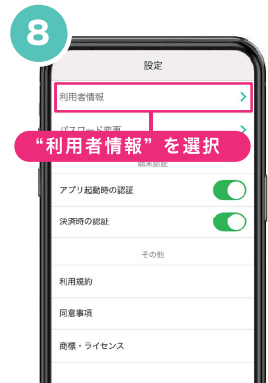 8
設定
利用者情報
パスワード変更
“利用者情報”を選択
端末認証
アプリ起動時の認証
決済時の認証
その他
利用規約
同意事項
商標・ライセンス